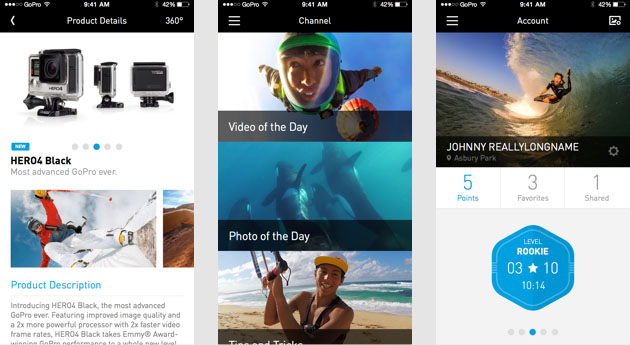 GoPro 9:41 AM 42%
Product Details 360°
HERO4
NEW
HERO4 Black
Most advanced GoPro ever.
Product Description
Introducing HERO4 Black, the most advanced
GoPro ever. Featuring improved image quality and
a 2x more powerful processor with 2x faster video
frame rates, HERO4 Black takes Emmy® Award-
winning GoPro performance to a whole new level
GoPro 9:41 AM 42%
Channel
Video of the Day
Photo of the Day
Tips and Tricks
GoPro 9:41 AM 42%
Account
JOHNNY REALLYLONGNAME
Asbury Park
5 3 1
Points Favorites Shared
LEVEL
ROOKIE
03 ★ 10
10:14